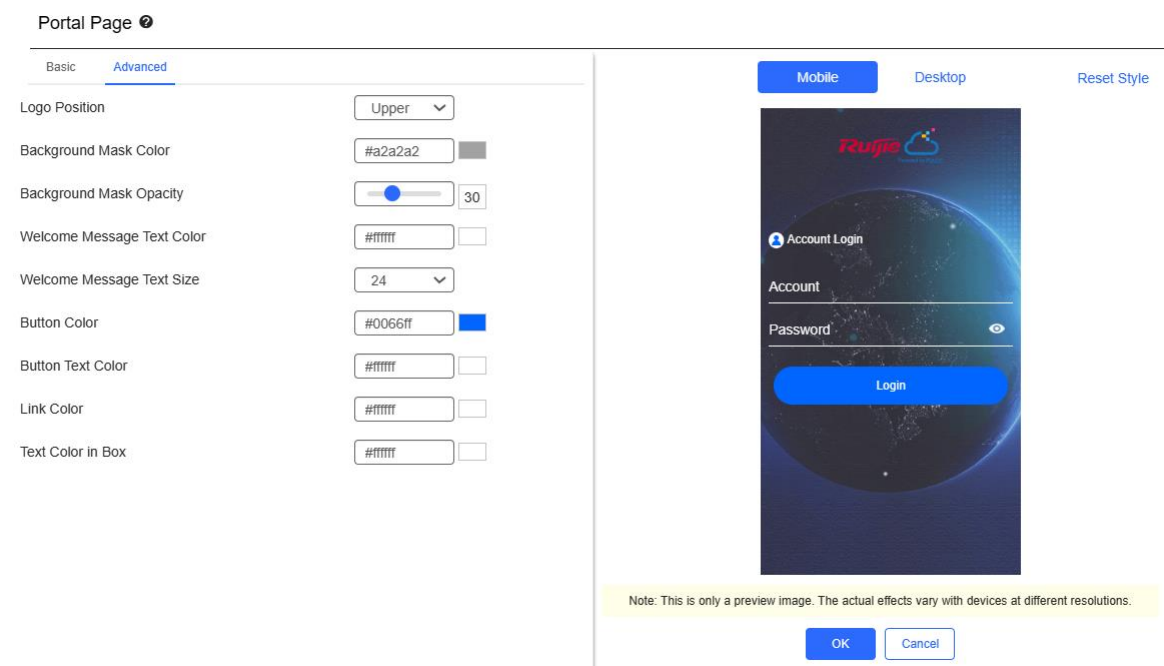 Portal Page
Basic Advanced
Logo Position Upper
Background Mask Color #a2a2a2
Background Mask Opacity 30
Welcome Message Text Color #ffffff
Welcome Message Text Size 24
Button Color #0066ff
Button Text Color #ffffff
Link Color #ffffff
Text Color in Box #ffffff
Mobile Desktop Reset Style
Ruijie
Account Login
Account
Password
Login
Note: This is only a preview image. The actual effects vary with devices at different resolutions.
OK Cancel